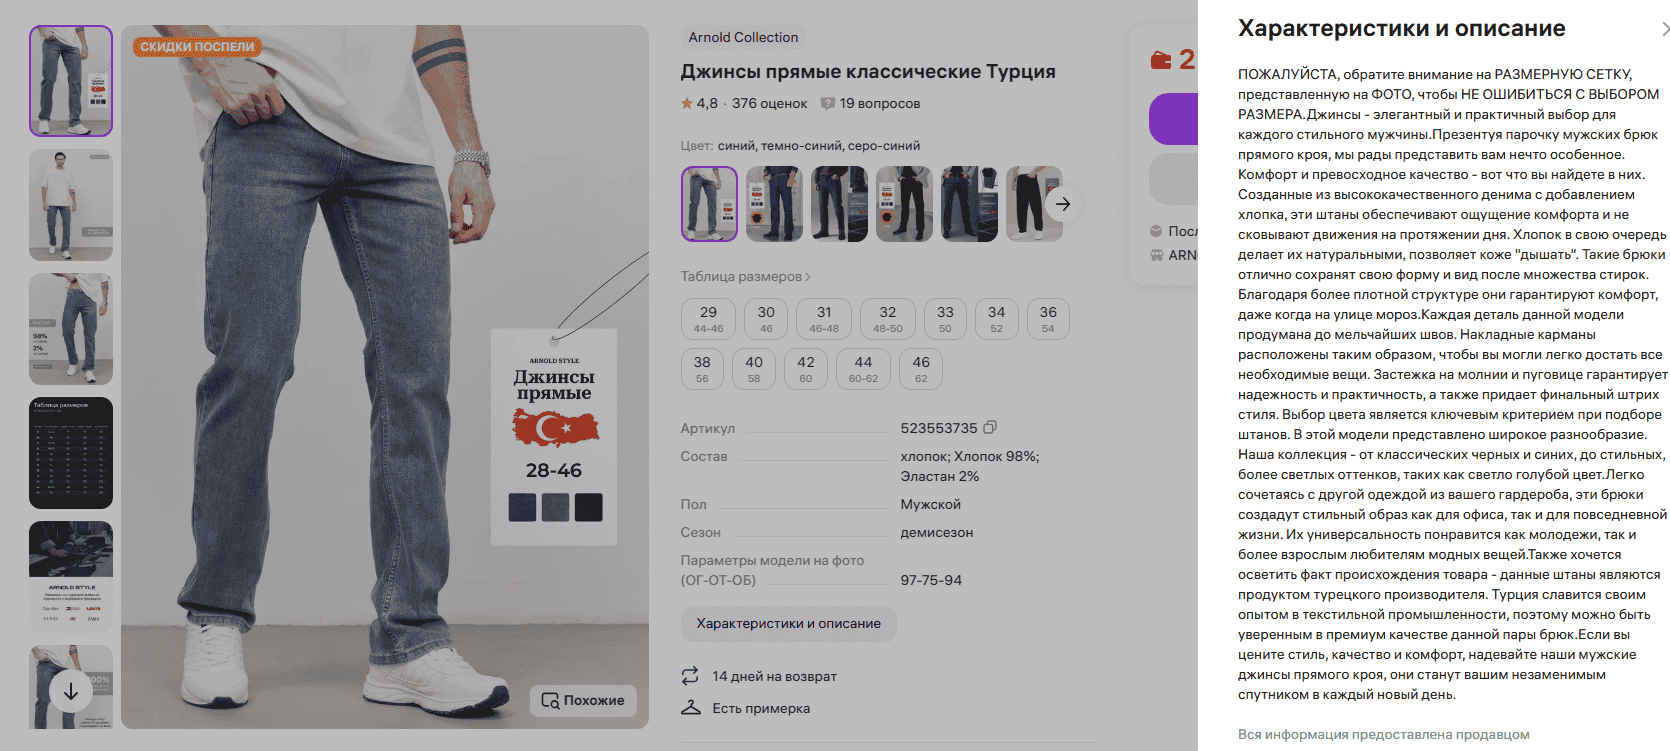 СКИДКИ ПОСПЕЛИ
98%
2%
Таблица размеров
ARNOLD STYLE
Levi's
ZARA
100%
ARNOLD STYLE
Джинсы
прямые
28-46
Похожие
Arnold Collection
Джинсы прямые классические Турция
4,8 · 376 оценок
19 вопросов
Цвет: синий, темно-синий, серо-синий
Таблица размеров
29 30 31 32 33 34 36
44-46 46 46-48 48-50 50 52 54
38 40 42 44 46
56 58 60 60-62 62
Артикул 523553735
Состав хлопок; Хлопок 98%;
Эластан 2%
Пол Мужской
Сезон демисезон
Параметры модели на фото
(ОГ-ОТ-ОБ) 97-75-94
Характеристики и описание
14 дней на возврат
Есть примерка
2
Посл
ARN
Характеристики и описание
ПОЖАЛУЙСТА, обратите внимание на РАЗМЕРНУЮ СЕТКУ,
представленную на ФОТО, чтобы НЕ ОШИБИТЬСЯ С ВЫБОРОМ
РАЗМЕРА.Джинсы - элегантный и практичный выбор для
каждого стильного мужчины.Презентуя парочку мужских брюк
прямого кроя, мы рады представить вам нечто особенное.
Комфорт и превосходное качество - вот что вы найдете в них.
Созданные из высококачественного денима с добавлением
хлопка, эти штаны обеспечивают ощущение комфорта и не
сковывают движения на протяжении дня. Хлопок в свою очередь
делает их натуральными, позволяет коже "дышать". Такие брюки
отлично сохранят свою форму и вид после множества стирок.
Благодаря более плотной структуре они гарантируют комфорт,
даже когда на улице мороз.Каждая деталь данной модели
продумана до мельчайших швов. Накладные карманы
расположены таким образом, чтобы вы могли легко достать все
необходимые вещи. Застежка на молнии и пуговице гарантирует
надежность и практичность, а также придает финальный штрих
стиля. Выбор цвета является ключевым критерием при подборе
штанов. В этой модели представлено широкое разнообразие.
Наша коллекция - от классических черных и синих, до стильных,
более светлых оттенков, таких как светло голубой цвет.Легко
сочетаясь с другой одеждой из вашего гардероба, эти брюки
создадут стильный образ как для офиса, так и для повседневной
жизни. Их универсальность понравится как молодежи, так и
более взрослым любителям модных вещей.Также хочется
осветить факт происхождения товара - данные штаны являются
продуктом турецкого производителя. Турция славится своим
опытом в текстильной промышленности, поэтому можно быть
уверенным в премиум качестве данной пары брюк.Если вы
цените стиль, качество и комфорт, надевайте наши мужские
джинсы прямого кроя, они станут вашим незаменимым
спутником в каждый новый день.
Вся информация предоставлена продавцом